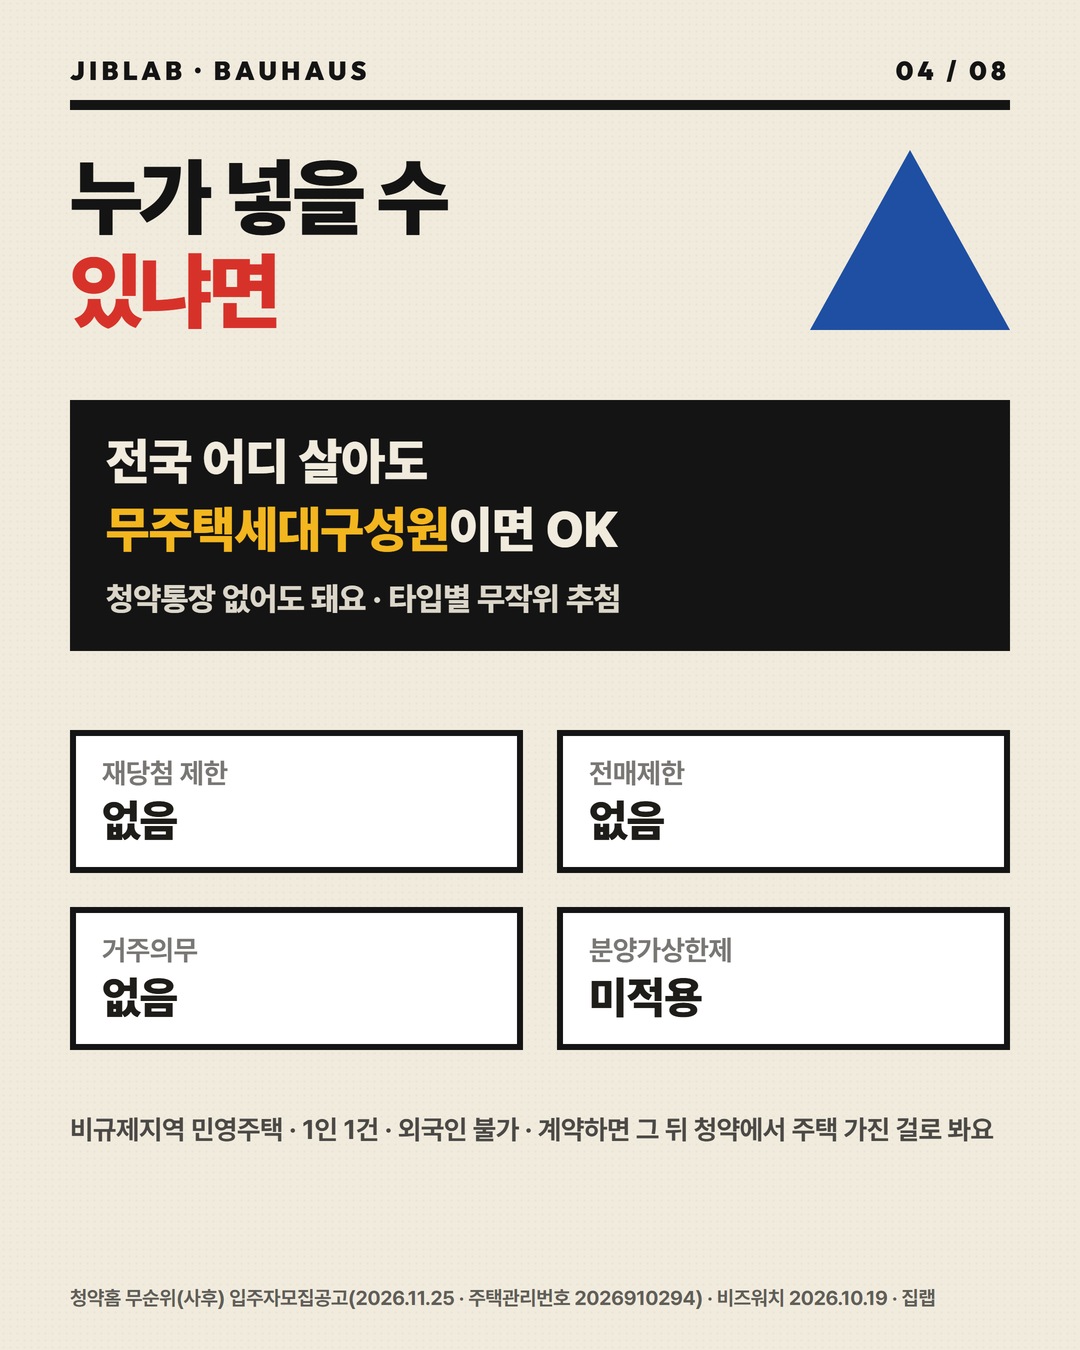 JIBLAB · BAUHAUS
04 / 08
누가 넣을 수
있냐면
전국 어디 살아도
무주택세대구성원이면 OK
청약통장 없어도 돼요 · 타입별 무작위 추첨
재당첨 제한
없음
전매제한
없음
거주의무
없음
분양가상한제
미적용
비규제지역 민영주택 · 1인 1건 · 외국인 불가 · 계약하면 그 뒤 청약에서 주택 가진 걸로 봐요
청약홈 무순위(사후) 입주자모집공고(2026.11.25 · 주택관리번호 2026910294) · 비즈워치 2026.10.19 · 집랩